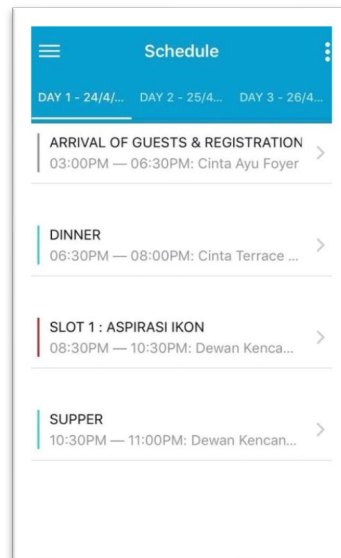 Schedule
DAY 1 - 24/4/... DAY 2 - 25/4... DAY 3 - 26/4...
ARRIVAL OF GUESTS & REGISTRATION
03:00PM — 06:30PM: Cinta Ayu Foyer
DINNER
06:30PM — 08:00PM: Cinta Terrace ...
SLOT 1 : ASPIRASI IKON
08:30PM — 10:30PM: Dewan Kenca...
SUPPER
10:30PM — 11:00PM: Dewan Kencan...